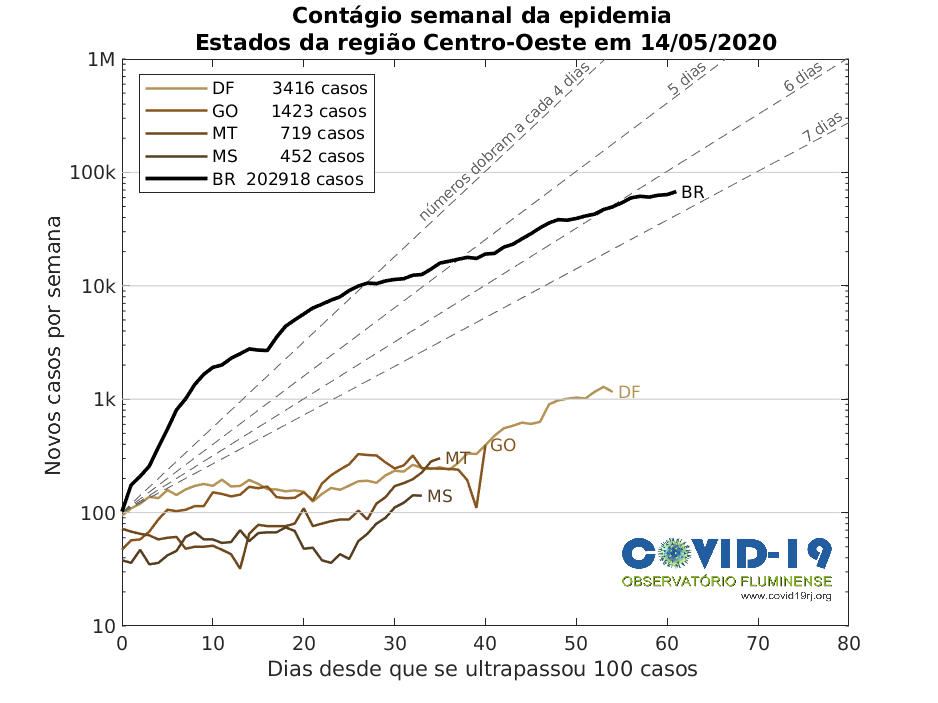 Contágio semanal da epidemia
Estados da região Centro-Oeste em 14/05/2020
1M
100k
10k
1k
100
10
Novos casos por semana
DF 3416 casos
GO 1423 casos
MT 719 casos
MS 452 casos
BR 202918 casos
números dobram a cada 4 dias
5 dias
6 dias
7 dias
BR
DF
GO
MT
MS
COVID-19
OBSERVATÓRIO FLUMINENSE
www.covid19rj.org
0 10 20 30 40 50 60 70 80
Dias desde que se ultrapassou 100 casos